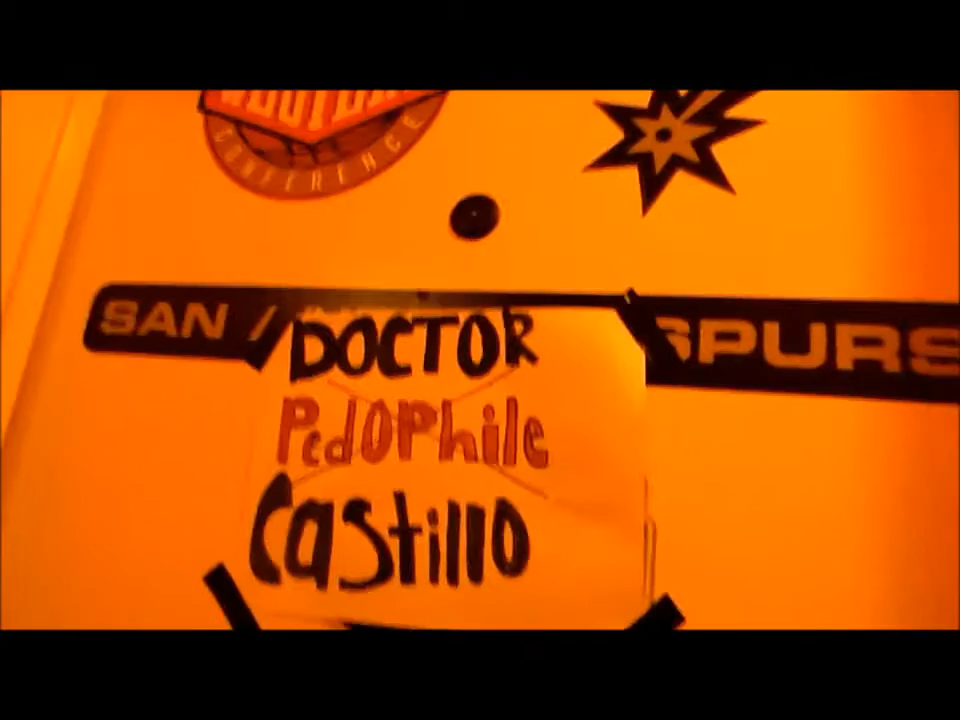 CONFERENCE
SAN
SPURS
DOCTOR
PedOPhile
Castillo